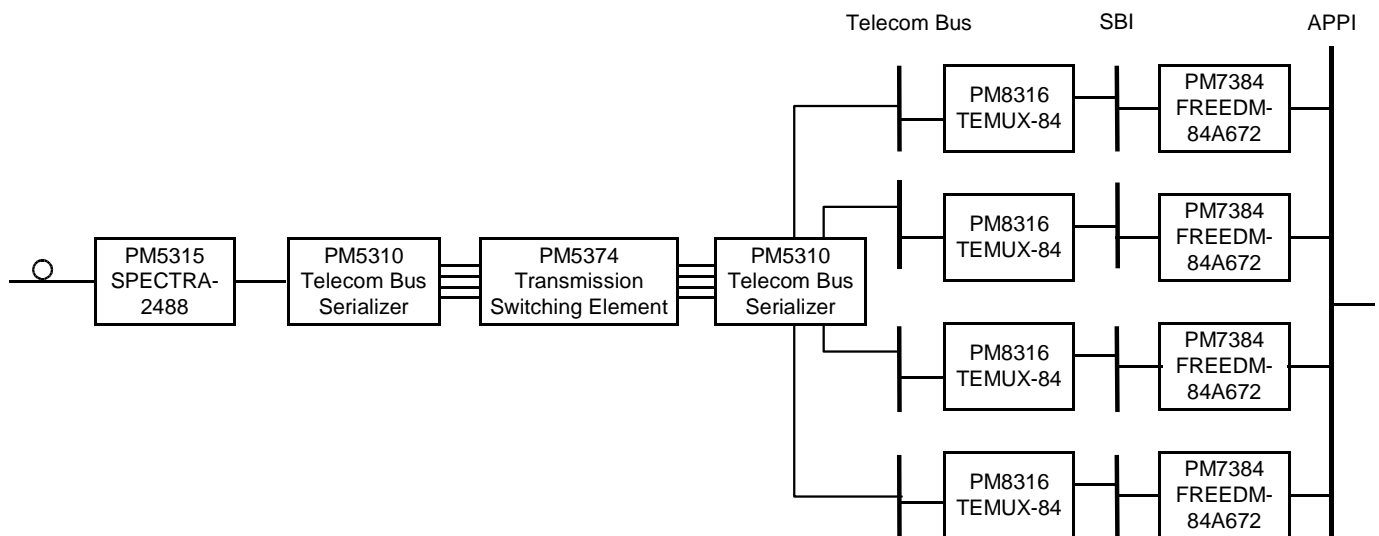 Telecom Bus
SBI
APPI
PM8316
TEMUX-84
PM7384
FREEDM-
84A672
PM8316
TEMUX-84
PM7384
FREEDM-
84A672
PM5315
SPECTRA-
2488
PM5310
Telecom Bus
Serializer
PM5374
Transmission
Switching Element
PM5310
Telecom Bus
Serializer
PM8316
TEMUX-84
PM7384
FREEDM-
84A672
PM8316
TEMUX-84
PM7384
FREEDM-
84A672